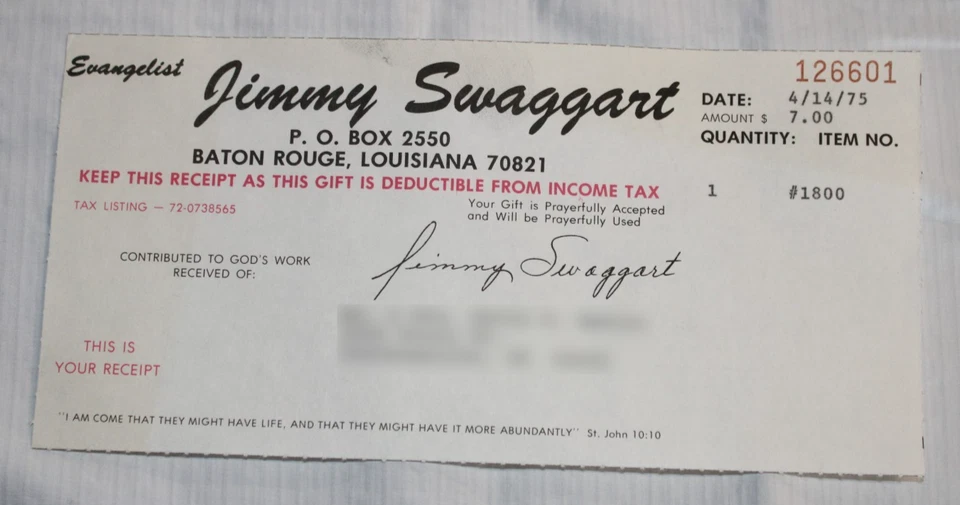 Evangelist
Jimmy Swaggart
P. O. BOX 2550
BATON ROUGE, LOUISIANA 70821
KEEP THIS RECEIPT AS THIS GIFT IS DEDUCTIBLE FROM INCOME TAX
TAX LISTING — 72-0738565
Your Gift is Prayerfully Accepted
and Will be Prayerfully Used
126601
DATE: 4/14/75
AMOUNT $ 7.00
QUANTITY: ITEM NO.
1 #1800
CONTRIBUTED TO GOD'S WORK
RECEIVED OF:
Jimmy Swaggart
THIS IS
YOUR RECEIPT
"I AM COME THAT THEY MIGHT HAVE LIFE, AND THAT THEY MIGHT HAVE IT MORE ABUNDANTLY" St. John 10:10